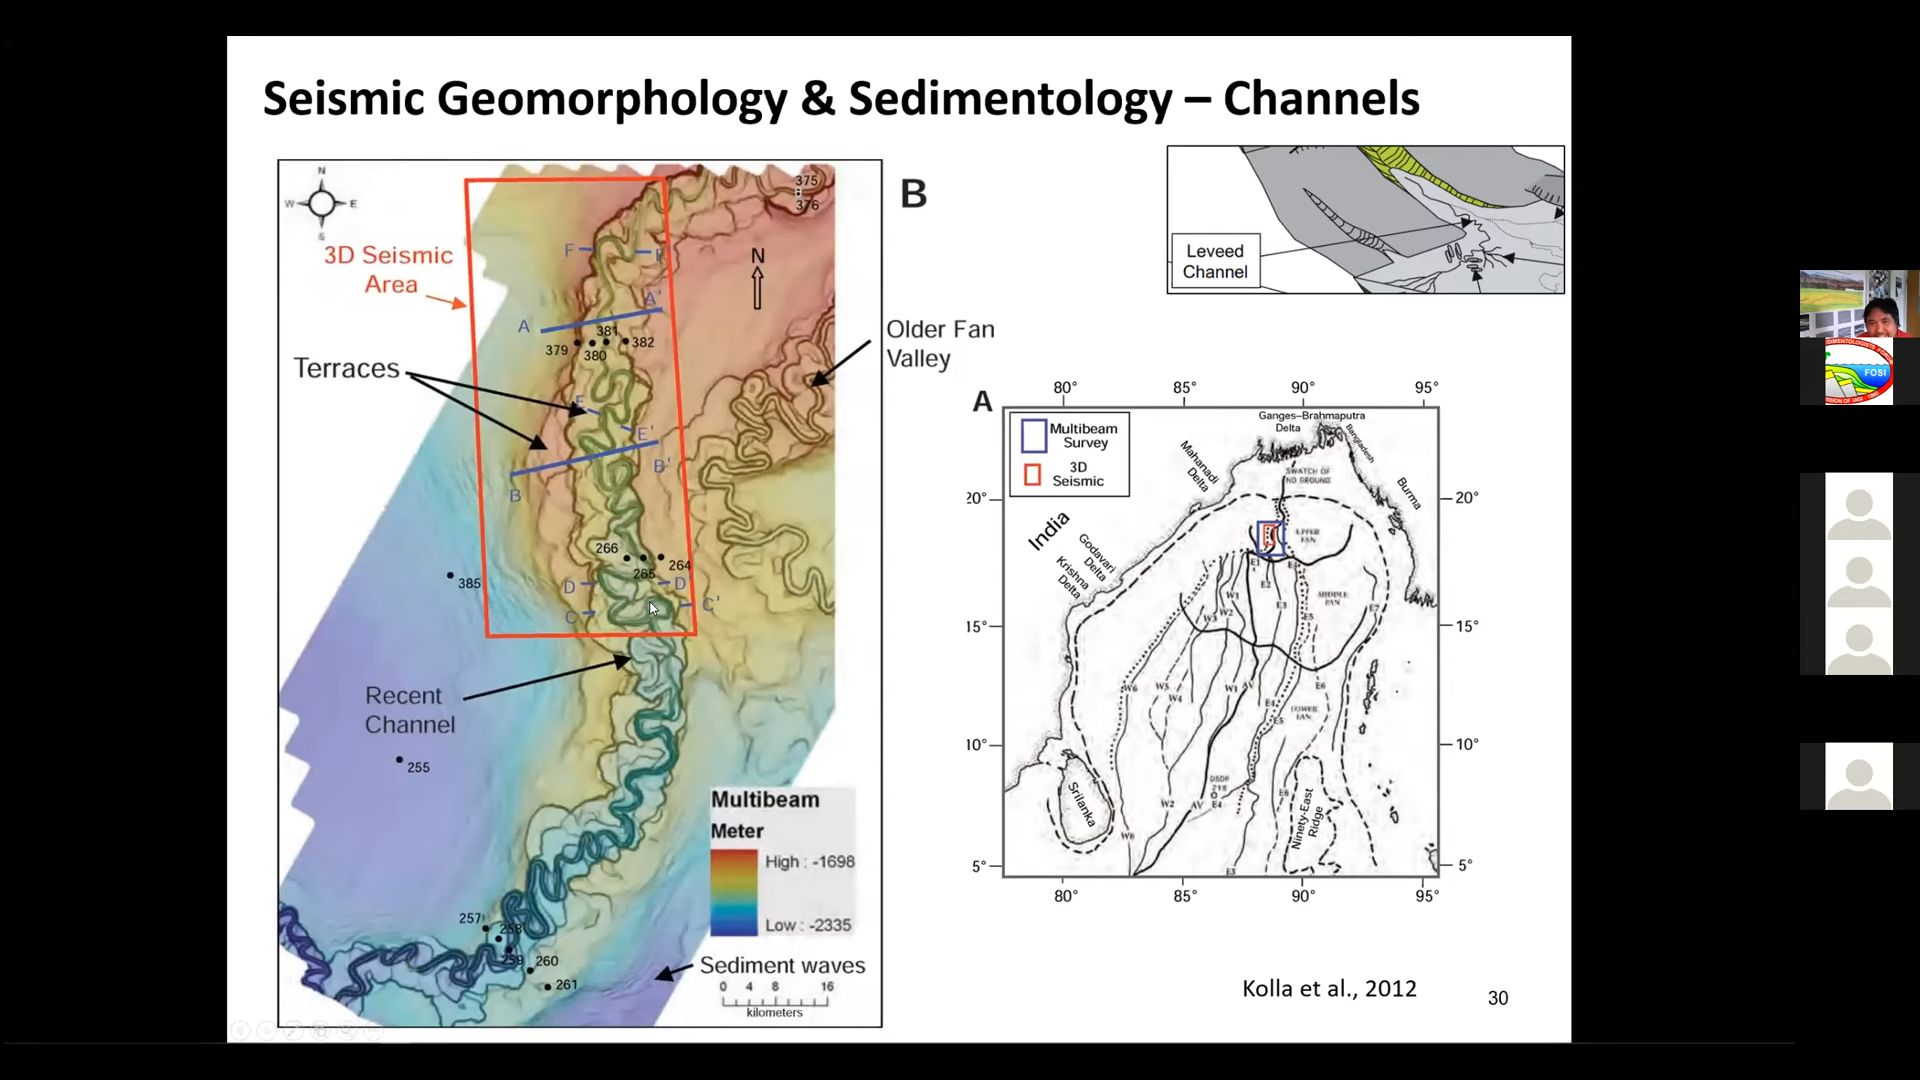 Seismic Geomorphology & Sedimentology – Channels
N
W
E
S
375
376
3D Seismic
Area
F
N
A'
A
381
379
380
382
Terraces
E'
B'
B
Older Fan
Valley
266
265
264
385
D
D'
C
C'
Recent
Channel
255
257
258
259
260
261
Multibeam
Meter
High : -1698
Low : -2335
Sediment waves
0 4 8 16
kilometers
B
Leveed
Channel
A
80° 85° 90° 95°
Multibeam
Survey
3D
Seismic
Ganges–Brahmaputra
Delta
Bangladesh
Mahanadi
Delta
SWATCH OF
NO GROUND
Burma
20°
20°
India
UPPER
FAN
Godavari
Delta
Krishna
Delta
E1
E2
W1
W2
W3
E3
MIDDLE
FAN
E5
E7
15°
15°
W6
W5
W4
W1
AV
E6
E4
E5
LOWER
FAN
10°
10°
DSDP
218
E4
W2
AV
E6
Srilanka
Ninety-East
Ridge
W6
5°
5°
80° 85° 90° 95°
Kolla et al., 2012
30
FOSI